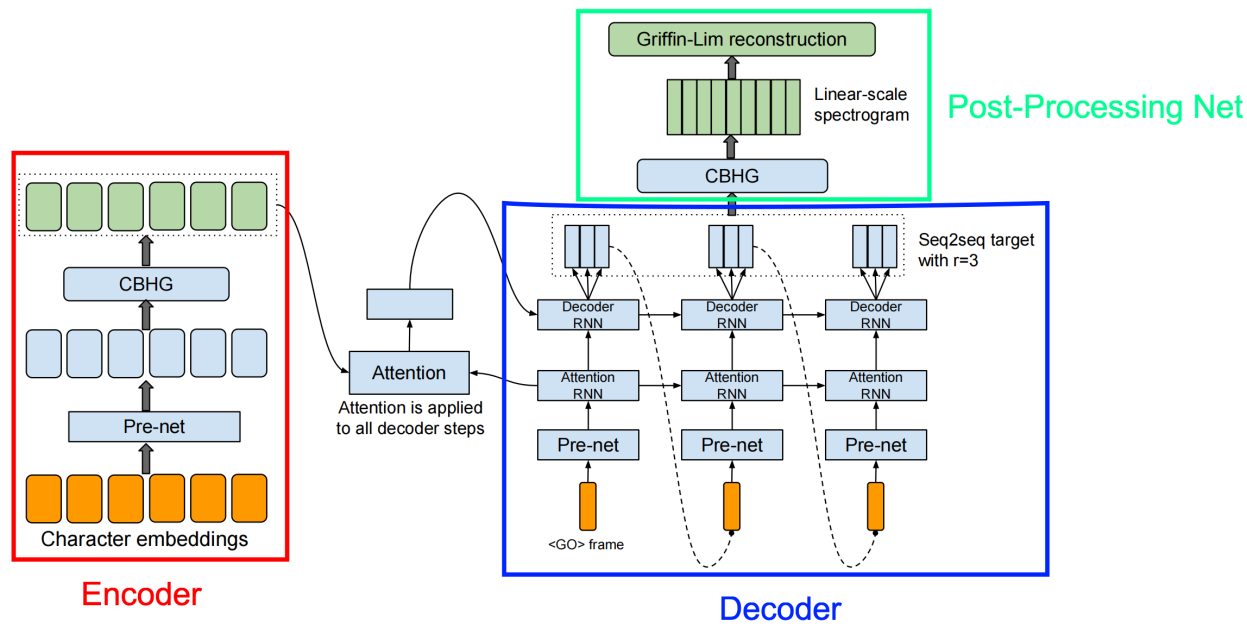 Griffin-Lim reconstruction
Linear-scale
spectrogram
Post-Processing Net
CBHG
Seq2seq target
with r=3
CBHG
Decoder
RNN
Decoder
RNN
Decoder
RNN
Attention
Attention is applied
to all decoder steps
Attention
RNN
Attention
RNN
Attention
RNN
Pre-net
Pre-net
Pre-net
Pre-net
Character embeddings
<GO> frame
Encoder
Decoder